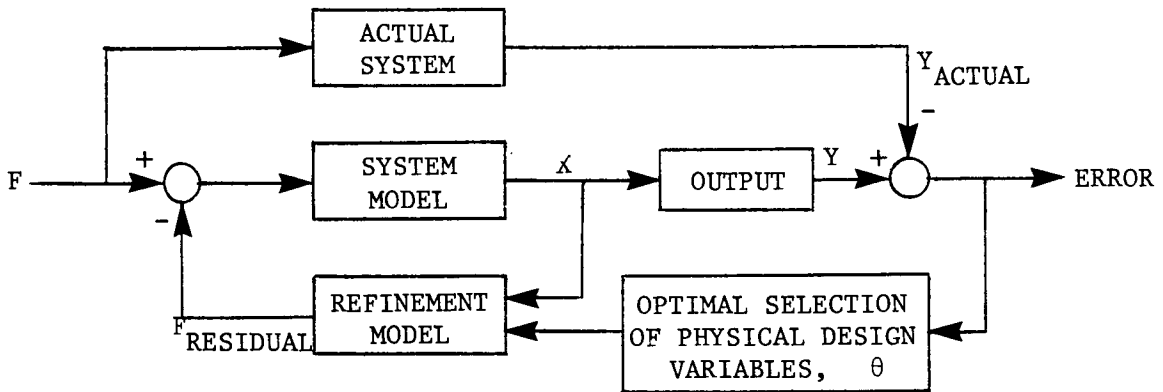 ACTUAL
SYSTEM
Y
ACTUAL
-
+
SYSTEM
MODEL
X
OUTPUT
Y
+
F
ERROR
-
REFINEMENT
MODEL
F
RESIDUAL
OPTIMAL SELECTION
OF PHYSICAL DESIGN
VARIABLES, θ